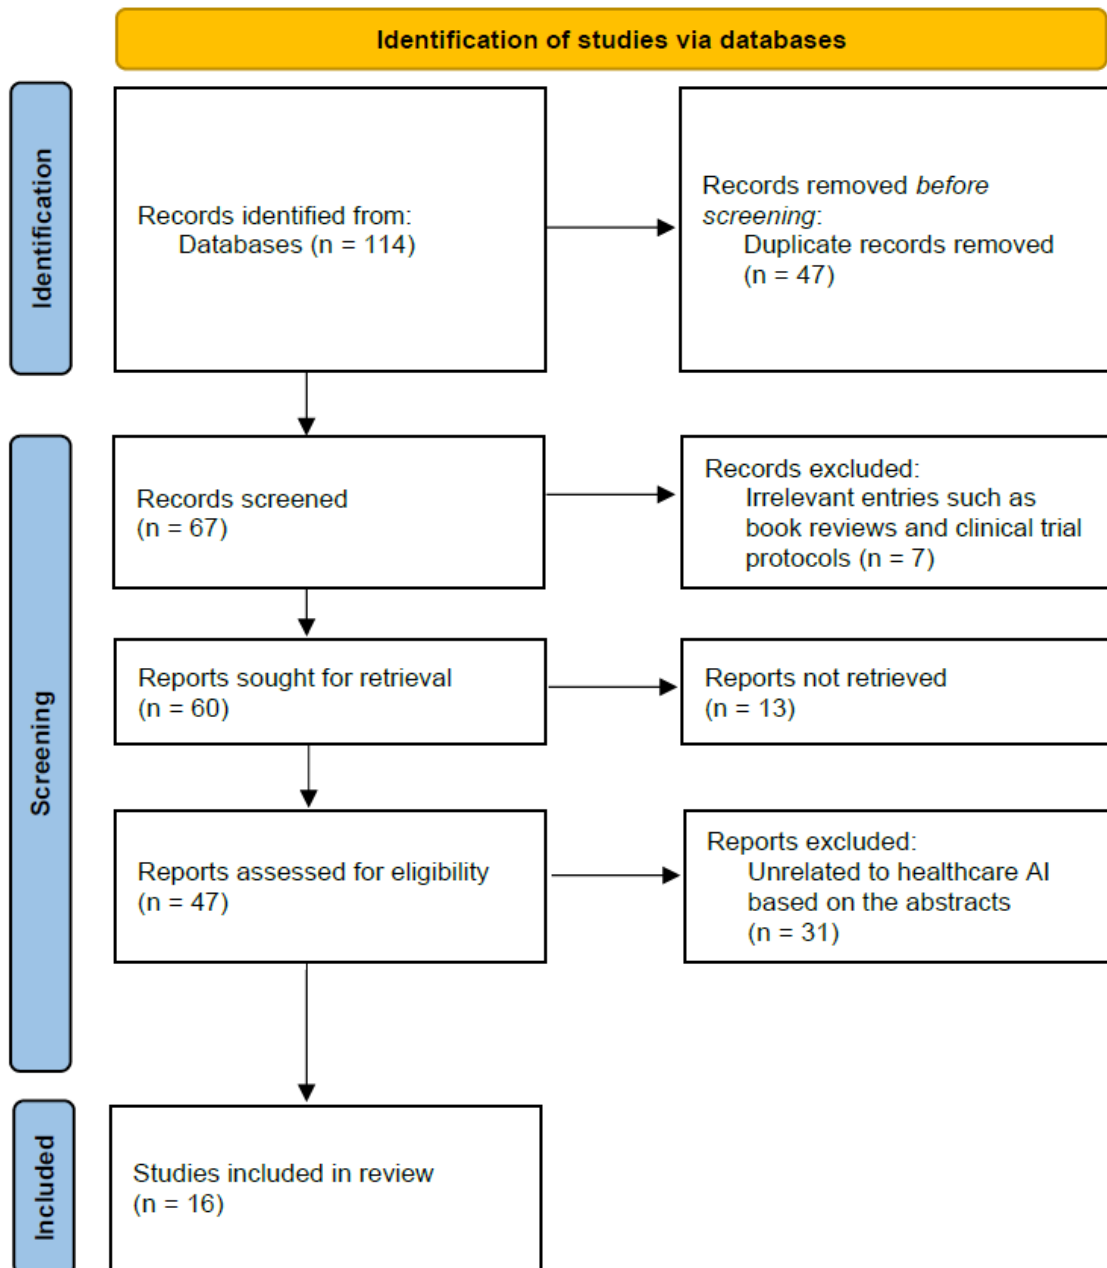 Identification of studies via databases
Identification
Records identified from:
Databases (n = 114)
Records removed before
screening:
Duplicate records removed
(n = 47)
Screening
Records screened
(n = 67)
Records excluded:
Irrelevant entries such as
book reviews and clinical trial
protocols (n = 7)
Reports sought for retrieval
(n = 60)
Reports not retrieved
(n = 13)
Reports assessed for eligibility
(n = 47)
Reports excluded:
Unrelated to healthcare AI
based on the abstracts
(n = 31)
Included
Studies included in review
(n = 16)